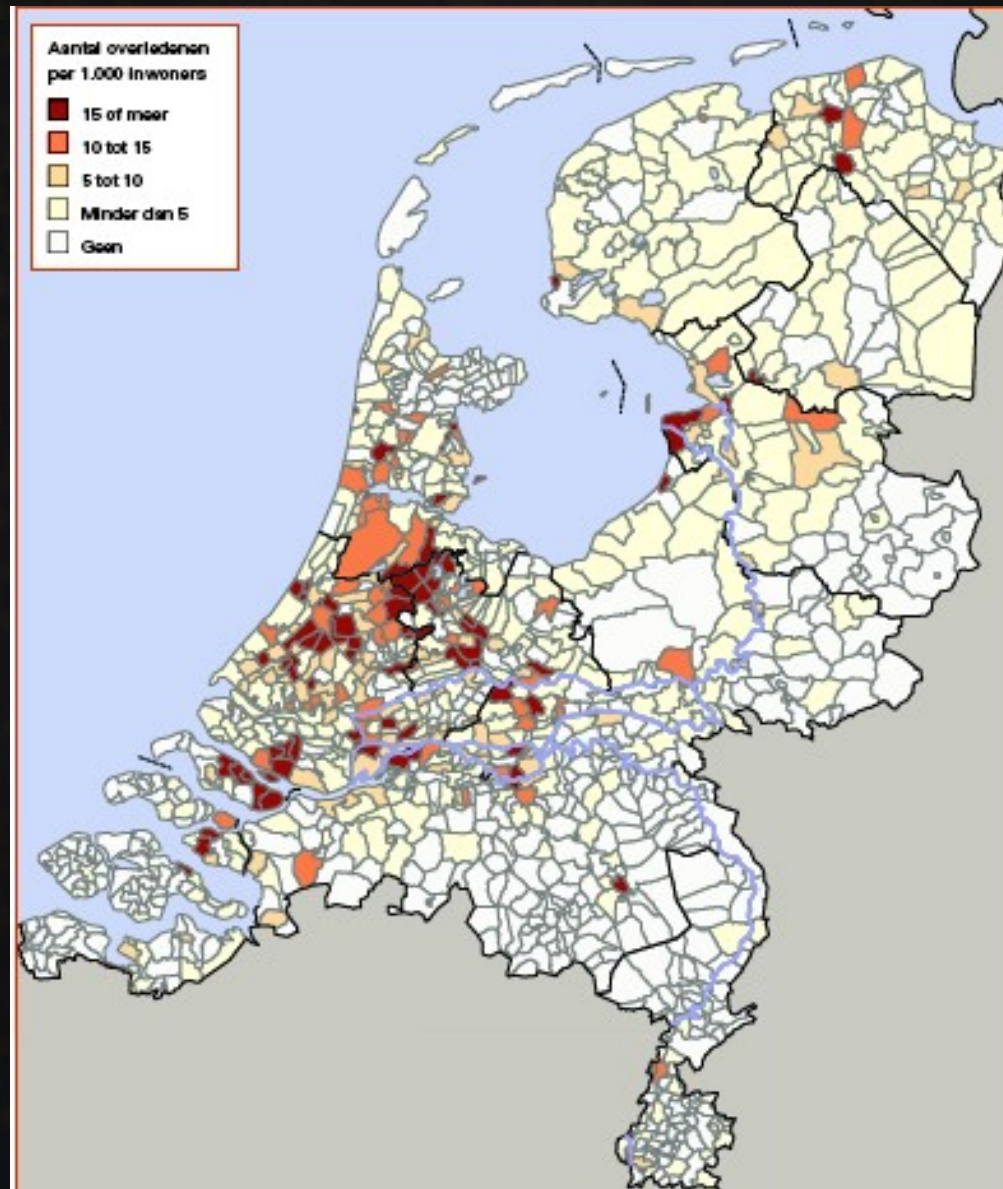 Aantal overledenen
per 1.000 inwoners
15 of meer
10 tot 15
5 tot 10
Minder dan 5
Geen